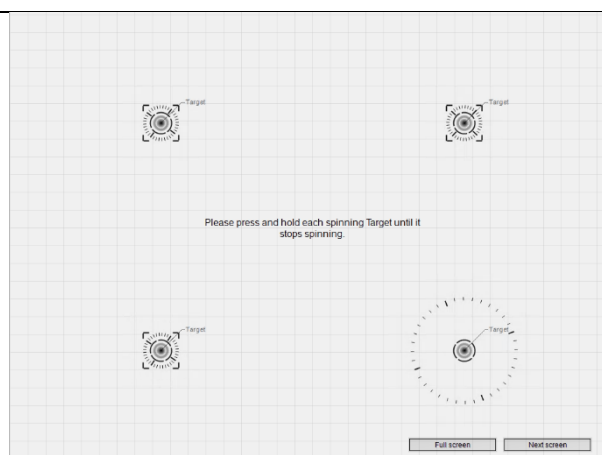 Target
Target
Please press and hold each spinning Target until it
stops spinning.
Target
Target
Full screen
Next screen